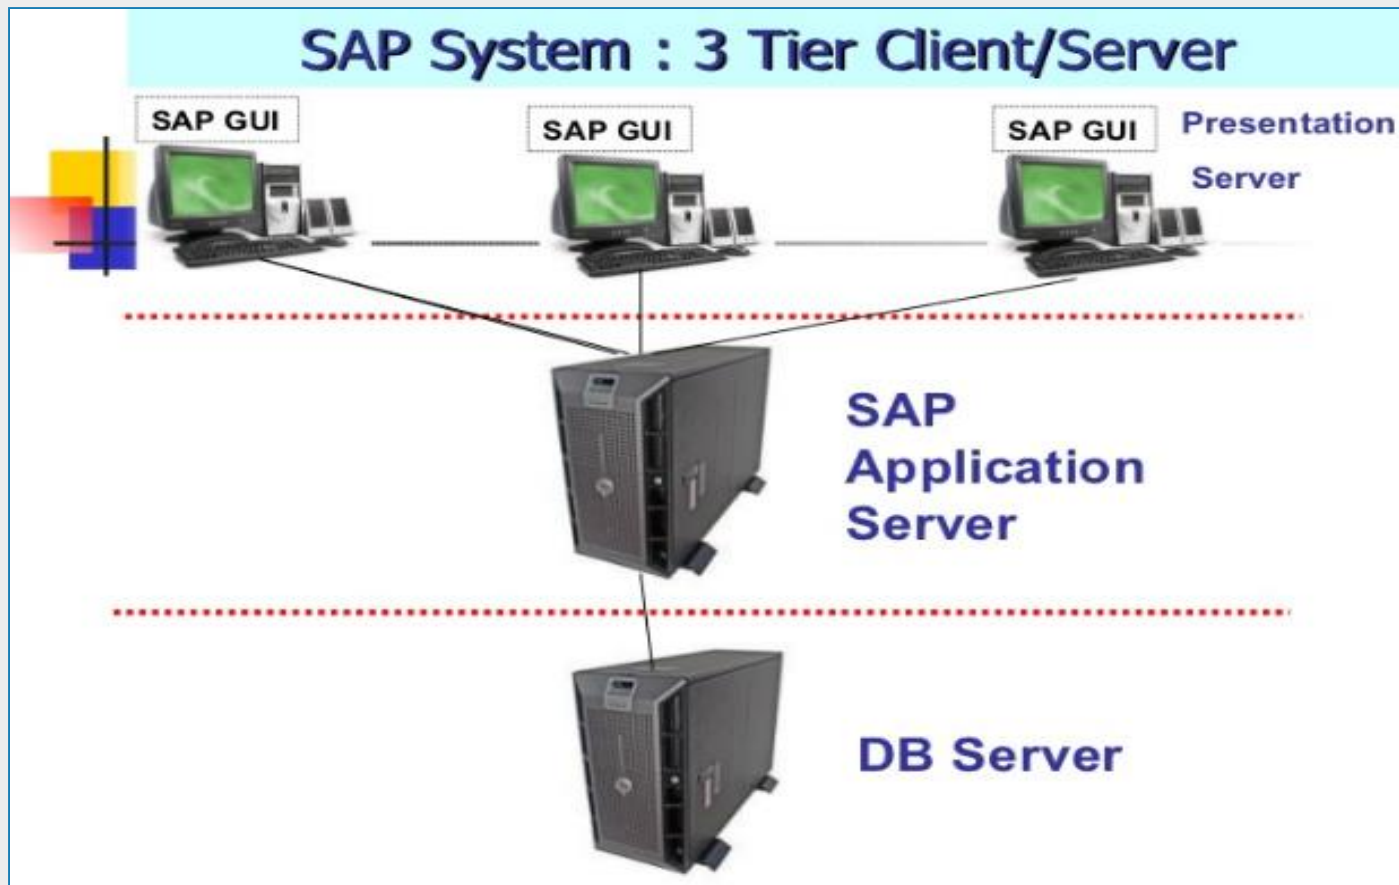 SAP System : 3 Tier Client/Server
SAP GUI
SAP GUI
SAP GUI
Presentation
Server
SAP
Application
Server
DB Server